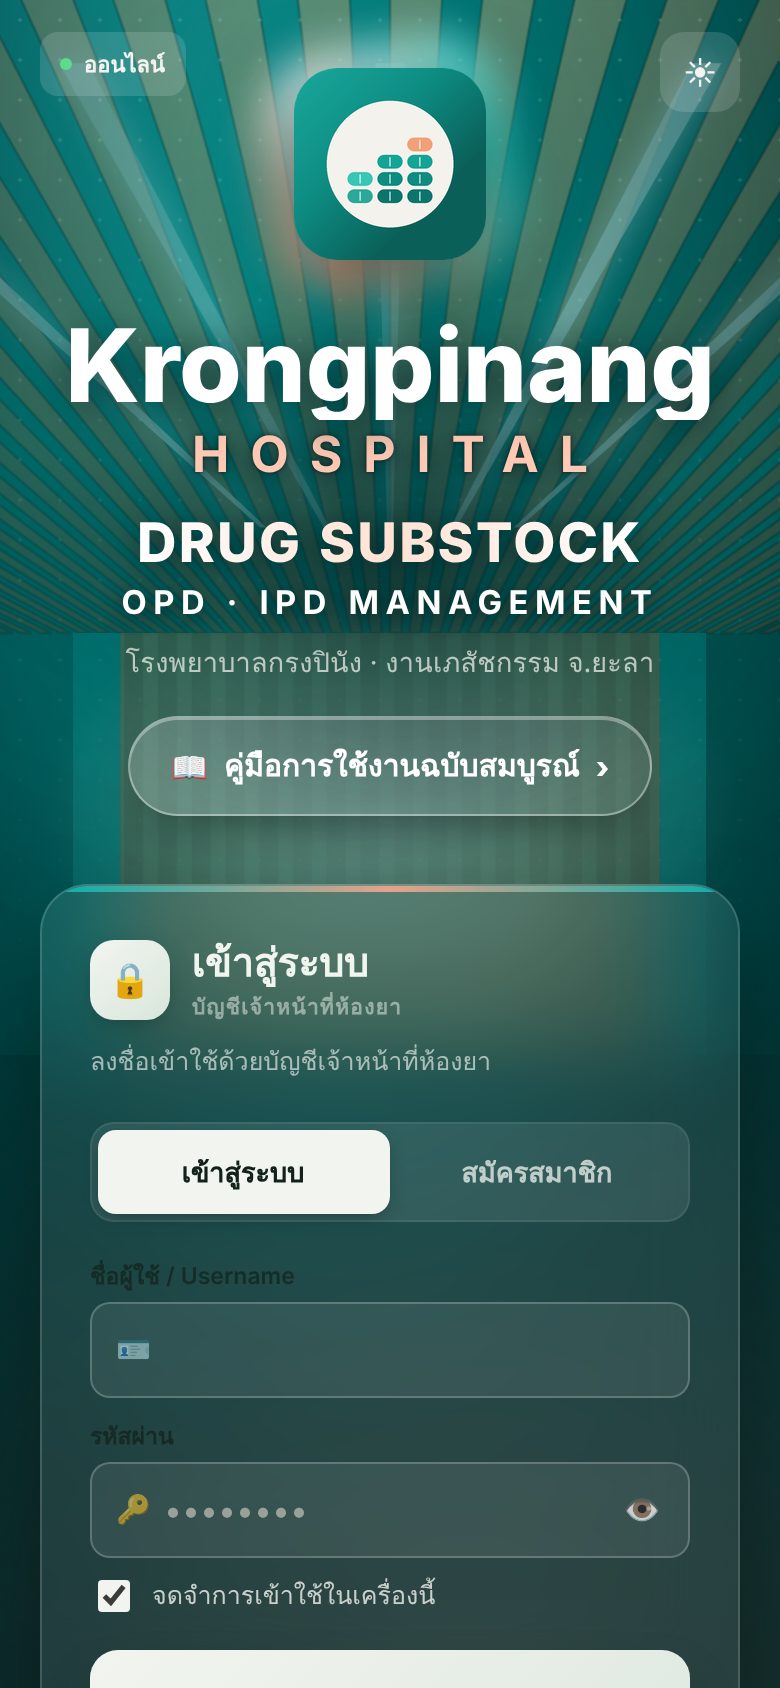 ออนไลน์
Krongpinang
HOSPITAL
DRUG SUBSTOCK
OPD · IPD MANAGEMENT
โรงพยาบาลกรงปินัง · งานเภสัชกรรม จ.ยะลา
คู่มือการใช้งานฉบับสมบูรณ์ ›
เข้าสู่ระบบ
บัญชีเจ้าหน้าที่ห้องยา
ลงชื่อเข้าใช้ด้วยบัญชีเจ้าหน้าที่ห้องยา
เข้าสู่ระบบ สมัครสมาชิก
ชื่อผู้ใช้ / Username
รหัสผ่าน
••••••••
จดจำการเข้าใช้ในเครื่องนี้